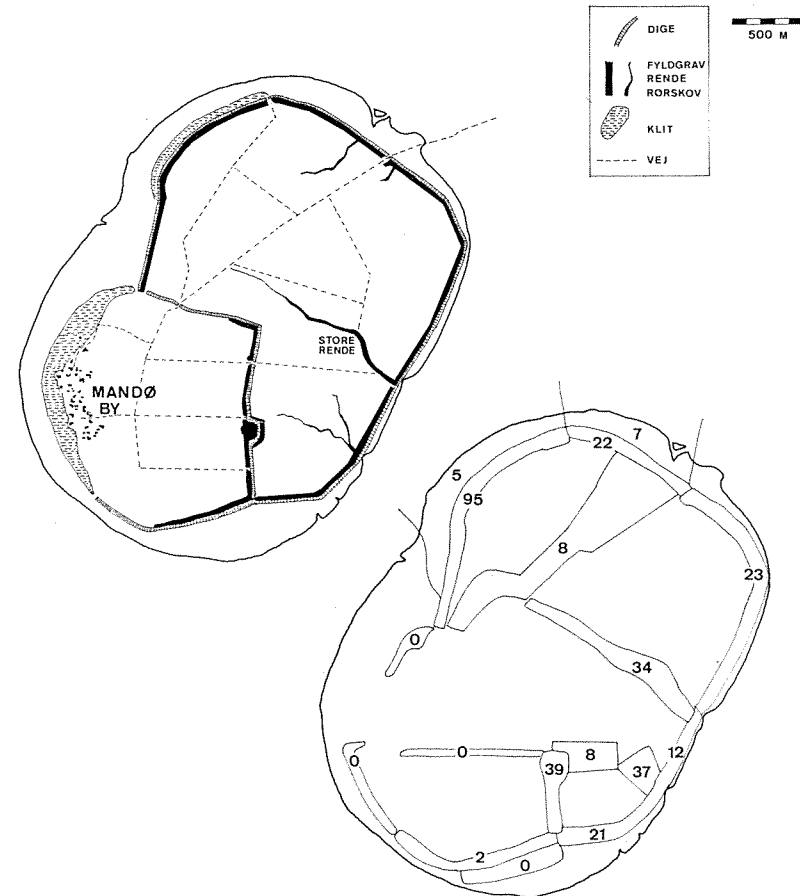 DIGE
FYLDGRAV
RENDE
RØRSKOV
KLIT
VEJ
500 M
STORE
RENDE
MANDØ
BY
7
22
5
95
8
23
0
34
0
0
8
12
39
37
21
2
0